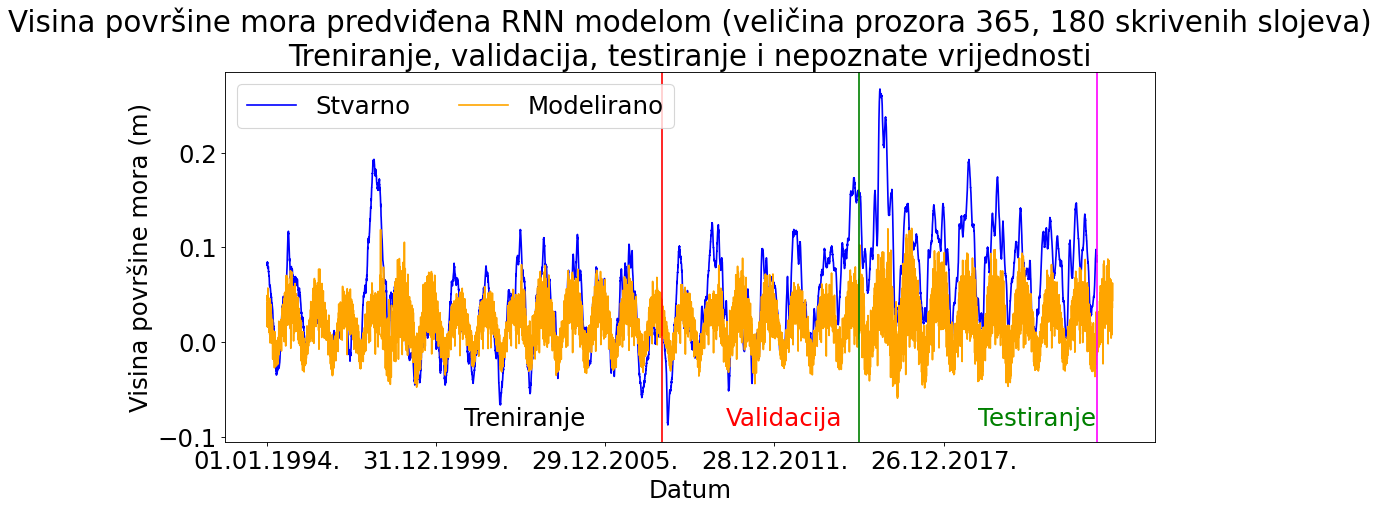 Visina površine mora predviđena RNN modelom (veličina prozora 365, 180 skrivenih slojeva)
Treniranje, validacija, testiranje i nepoznate vrijednosti
Stvarno
Modelirano
Visina površine mora (m)
0.2
0.1
0.0
−0.1
Treniranje
Validacija
Testiranje
01.01.1994.
31.12.1999.
29.12.2005.
28.12.2011.
26.12.2017.
Datum